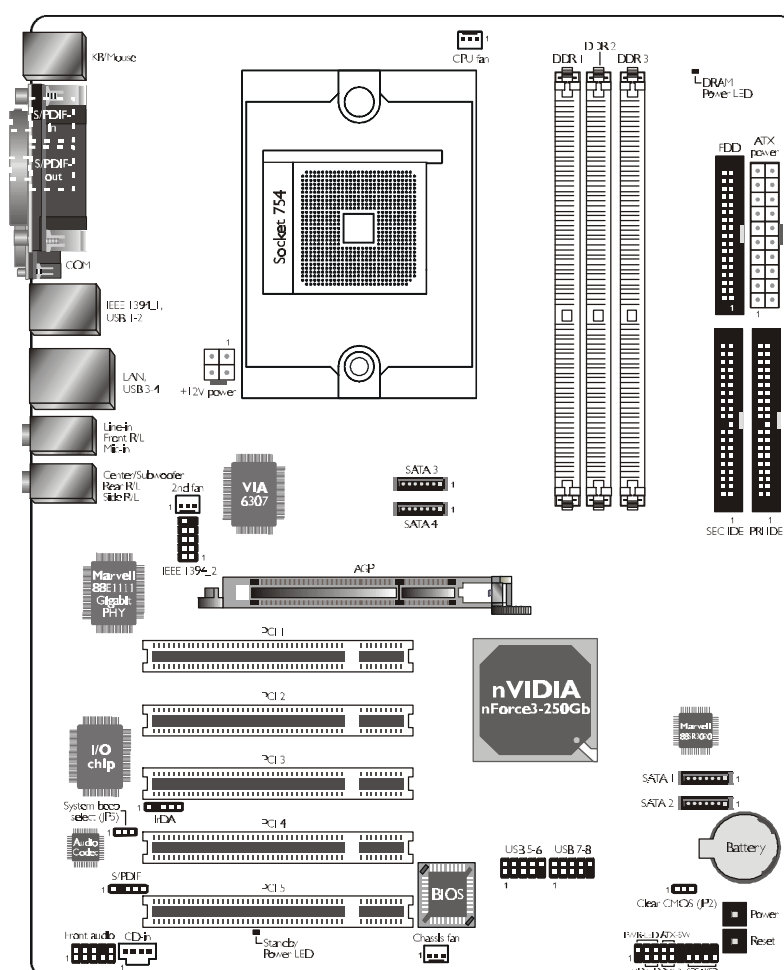 KB/Mouse
1
CPU fan
DDR 1
DDR 2
DDR 3
DRAM
Power LED
S/PDIF-
in
S/PDIF-
out
COM
FDD
ATX
power
1
1
Socket 754
IEEE 1394_1,
USB 1-2
1
+12V power
LAN,
USB 3-4
Line-in
Front R/L
Mic-in
Center/Subwoofer
Rear R/L
Side R/L
2nd fan
1
1
IEEE 1394_2
VIA
6307
SATA 3
1
1
SATA 4
1
1
SEC IDE
PRI IDE
AGP
Marvell
88E1111
Gigabit
PHY
PCI 1
nVIDIA
nForce3-250Gb
PCI 2
Marvell
I/O
chip
PCI 3
SATA 1
1
SATA 2
1
System beep
select (JP5)
1
1
IrDA
PCI 4
Audio
Codec
USB 5-6
USB 7-8
1
1
Battery
S/PDIF
1
PCI 5
BIOS
1
Clear CMOS (JP2)
Power
Reset
Front audio
1
CD-in
1
Standby
Power LED
Chassis fan
1
PWR-LED
ATX-SW
1